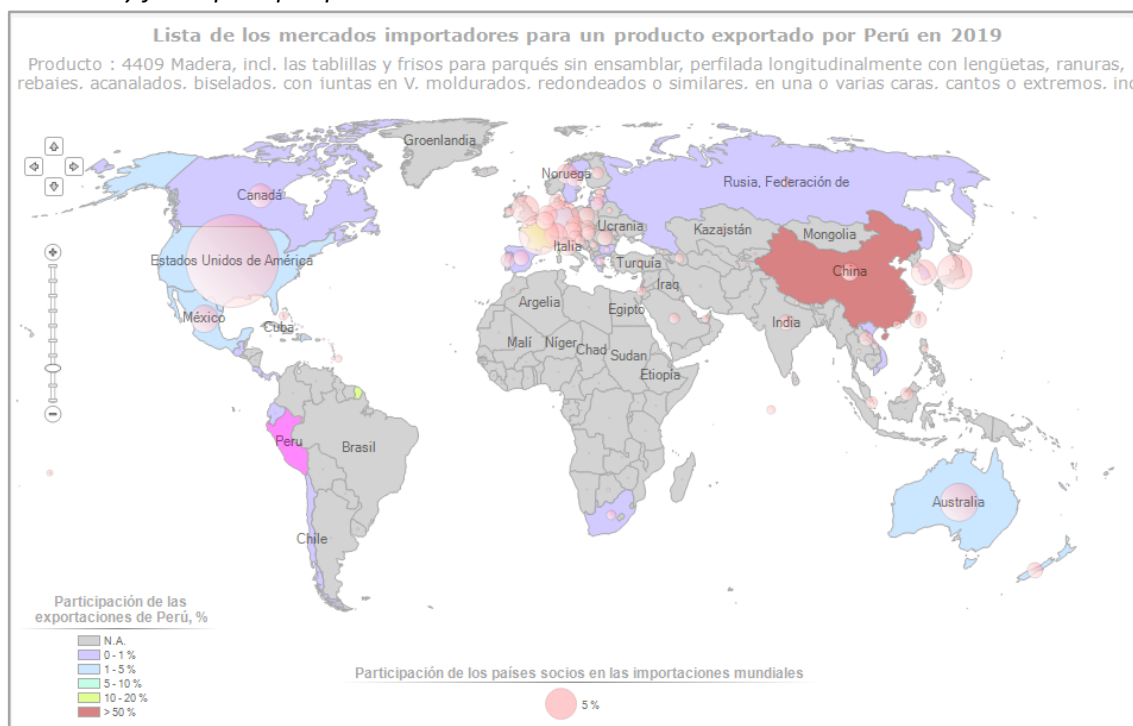 Lista de los mercados importadores para un producto exportado por Perú en 2019
Producto : 4409 Madera, incl. las tablillas y frisos para parqués sin ensamblar, perfilada longitudinalmente con lengüetas, ranuras,
rebajes. acanalados. biselados. con juntas en V. moldurados. redondeados o similares. en una o varias caras. cantos o extremos. inc
Groenlandia
Noruega
Canadá
Rusia, Federación de
Ucrania
Kazajstán
Mongolia
Italia
Estados Unidos de América
Turquía
China
Iraq
Argelia
Egipto
México
Cuba
India
Malí
Níger
Chad
Sudan
Etiopía
Peru
Brasil
Australia
Chile
Participación de las
exportaciones de Perú, %
N.A.
0 - 1 %
1 - 5 %
5 - 10 %
10 - 20 %
> 50 %
Participación de los países socios en las importaciones mundiales
5 %